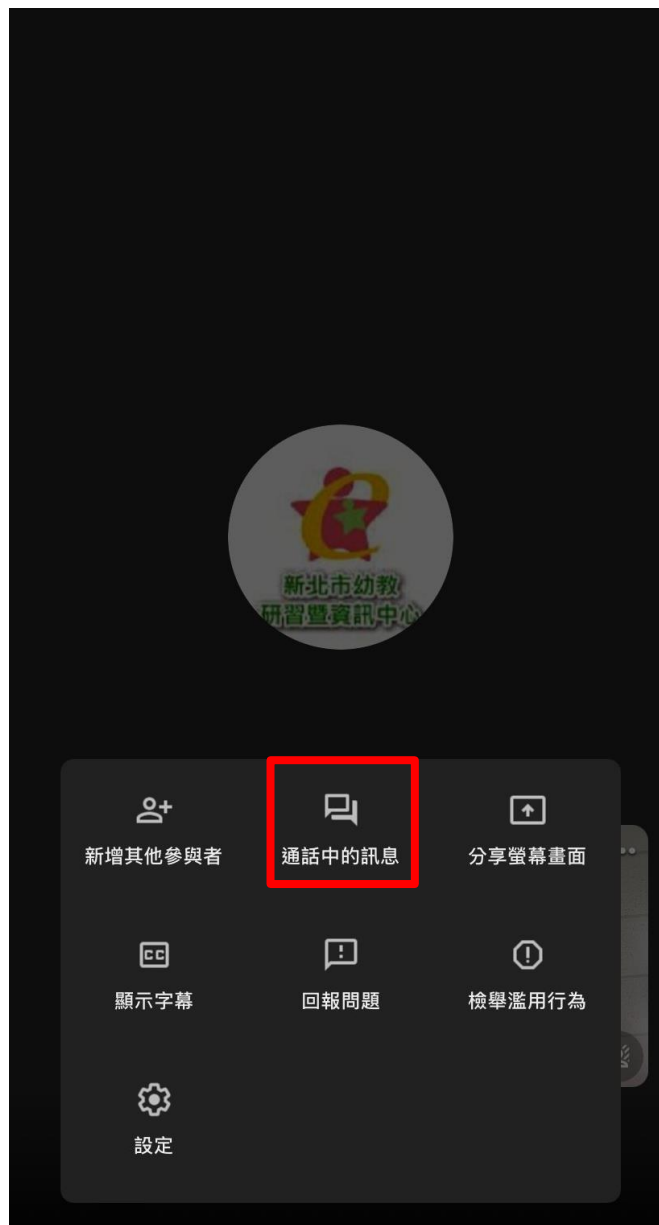 新北市幼教
研習暨資訊中心
新增其他參與者
通話中的訊息
分享螢幕畫面
CC
顯示字幕
回報問題
檢舉濫用行為
設定